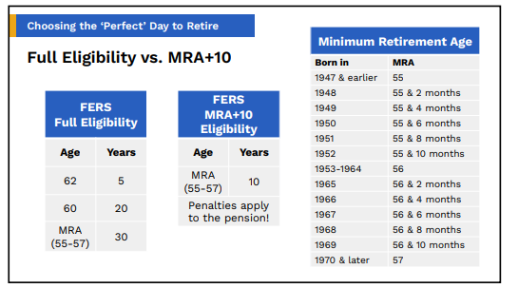 Choosing the ‘Perfect’ Day to Retire
Full Eligibility vs. MRA+10
FERS
Full Eligibility
Age Years
62 5
60 20
MRA
(55-57) 30
FERS
MRA+10
Eligibility
Age Years
MRA
(55-57) 10
Penalties apply
to the pension!
Minimum Retirement Age
Born in MRA
1947 & earlier 55
1948 55 & 2 months
1949 55 & 4 months
1950 55 & 6 months
1951 55 & 8 months
1952 55 & 10 months
1953-1964 56
1965 56 & 2 months
1966 56 & 4 months
1967 56 & 6 months
1968 56 & 8 months
1969 56 & 10 months
1970 & later 57